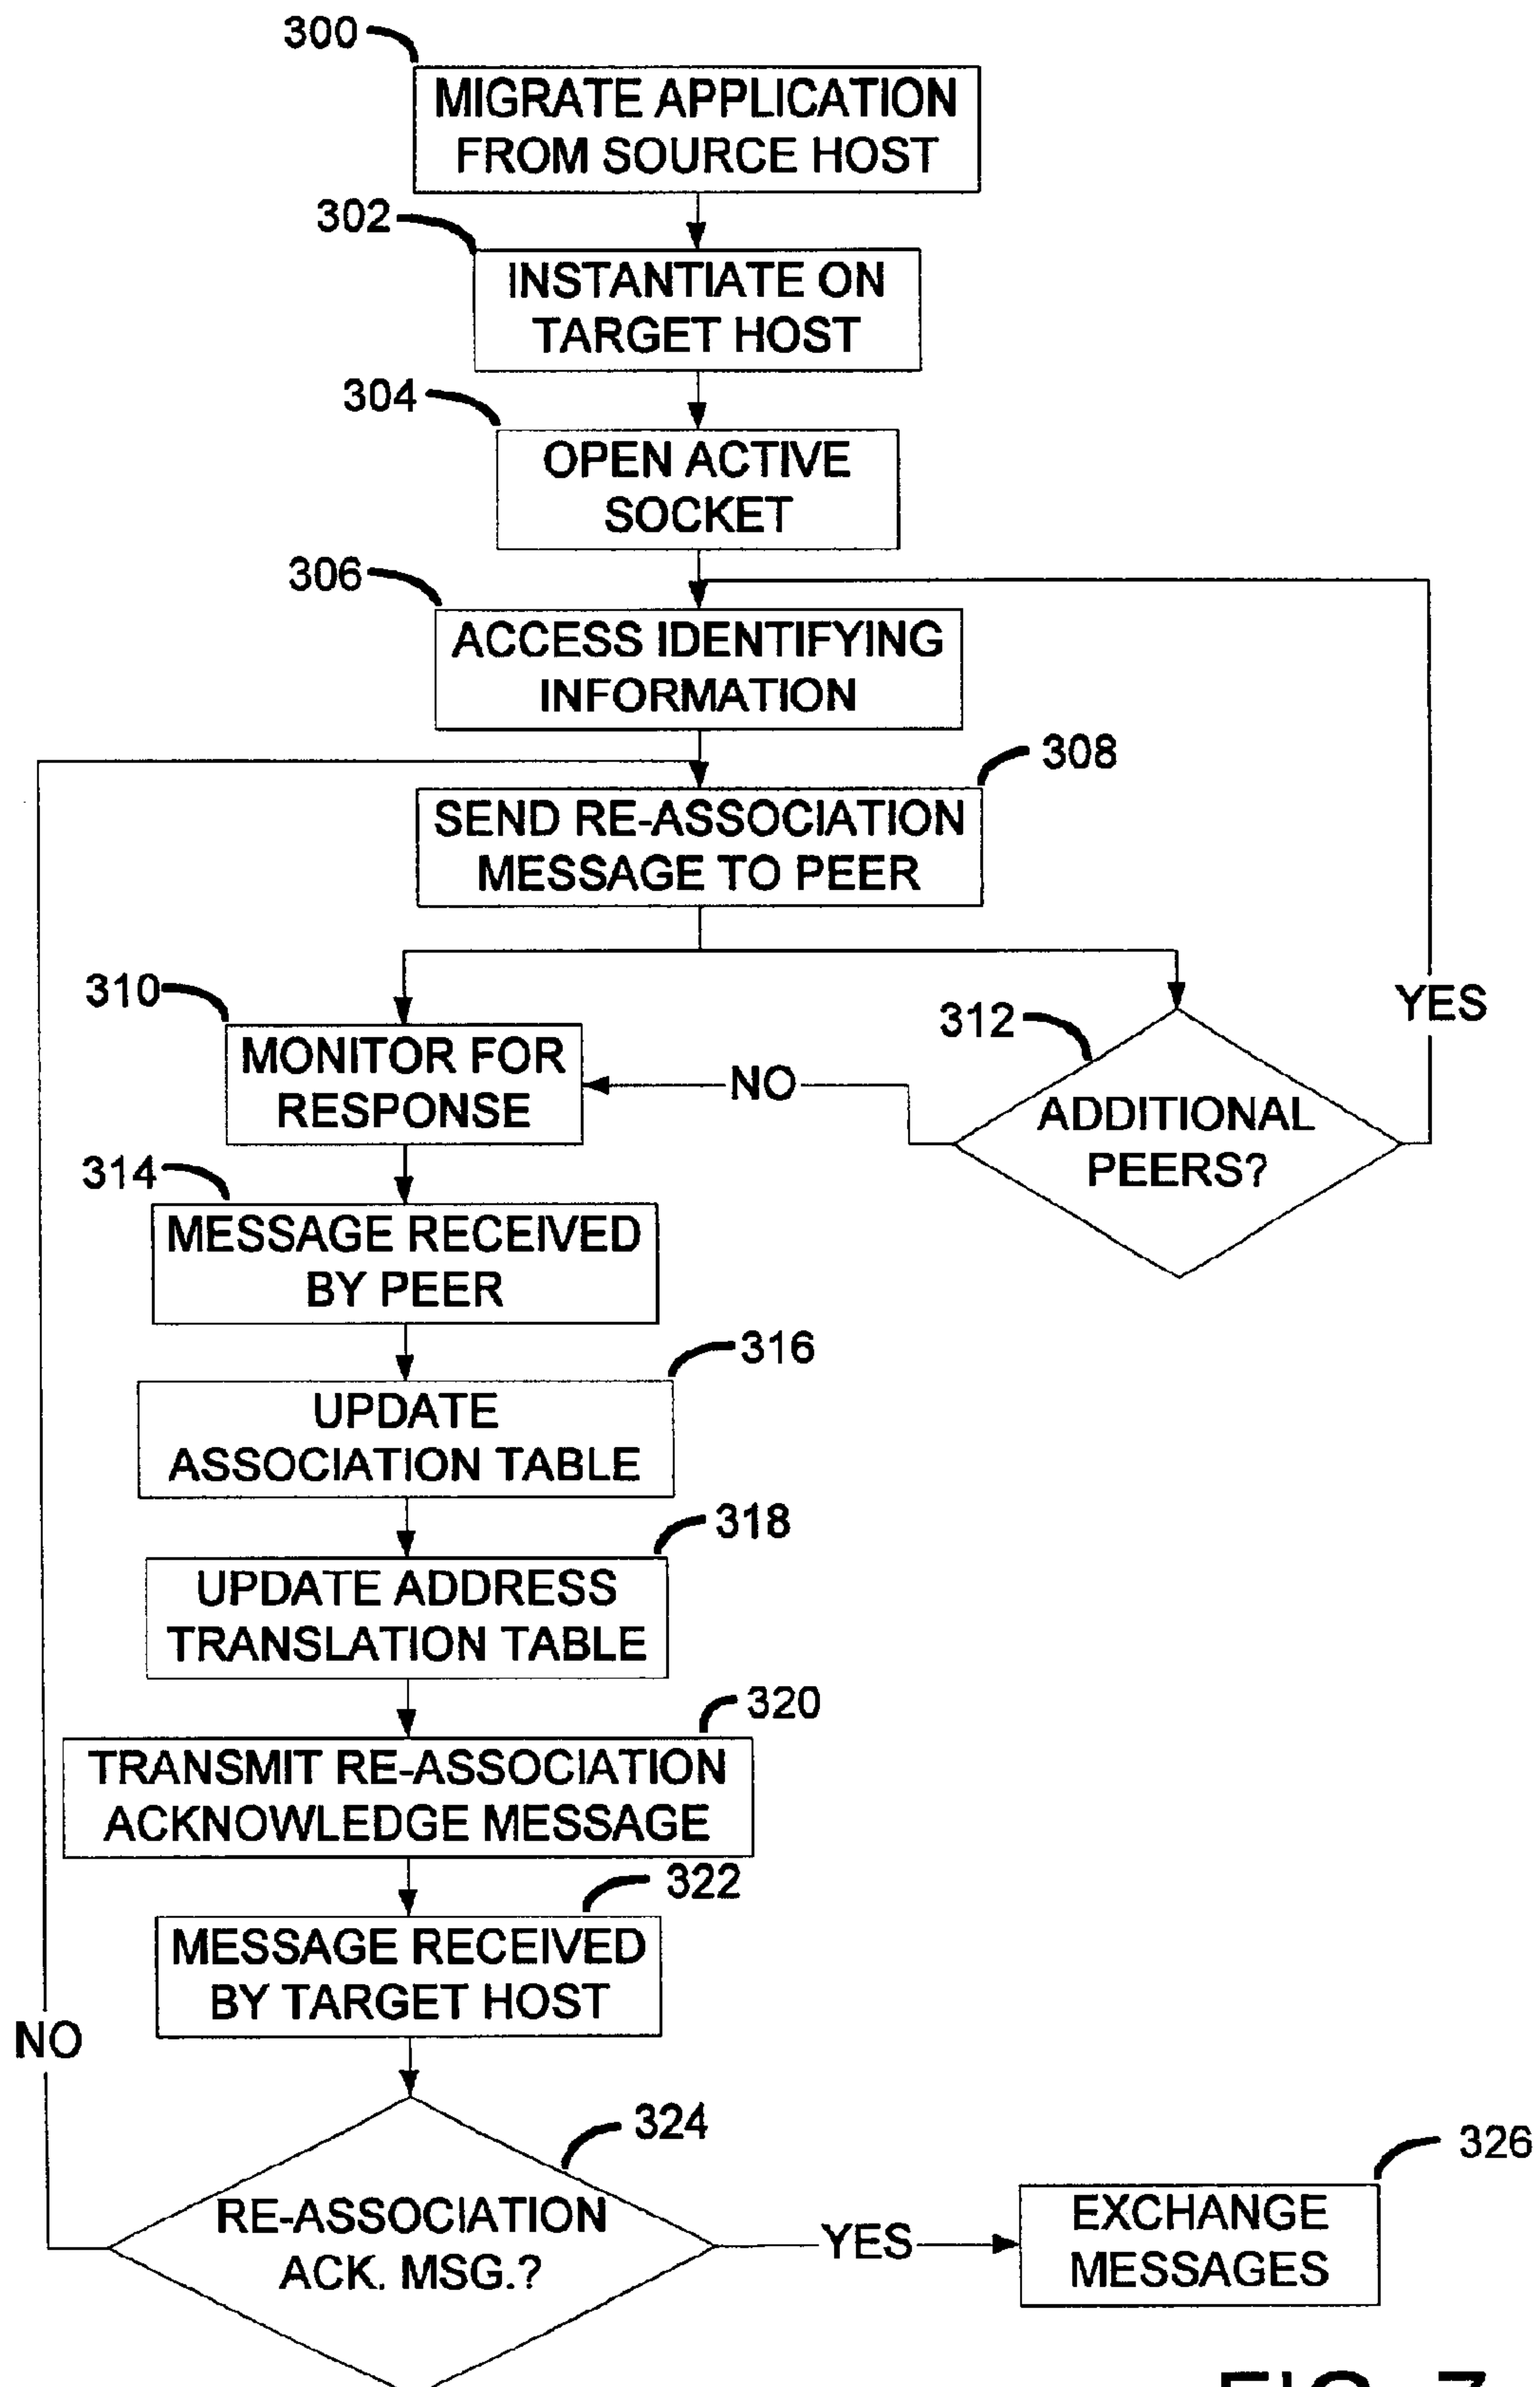 300
MIGRATE APPLICATION
FROM SOURCE HOST
302
INSTANTIATE ON
TARGET HOST
304
OPEN ACTIVE
SOCKET
306
ACCESS IDENTIFYING
INFORMATION
308
SEND RE-ASSOCIATION
MESSAGE TO PEER
310
MONITOR FOR
RESPONSE
NO
312
ADDITIONAL
PEERS?
YES
314
MESSAGE RECEIVED
BY PEER
316
UPDATE
ASSOCIATION TABLE
318
UPDATE ADDRESS
TRANSLATION TABLE
320
TRANSMIT RE-ASSOCIATION
ACKNOWLEDGE MESSAGE
322
MESSAGE RECEIVED
BY TARGET HOST
NO
324
RE-ASSOCIATION
ACK. MSG.?
YES
326
EXCHANGE
MESSAGES